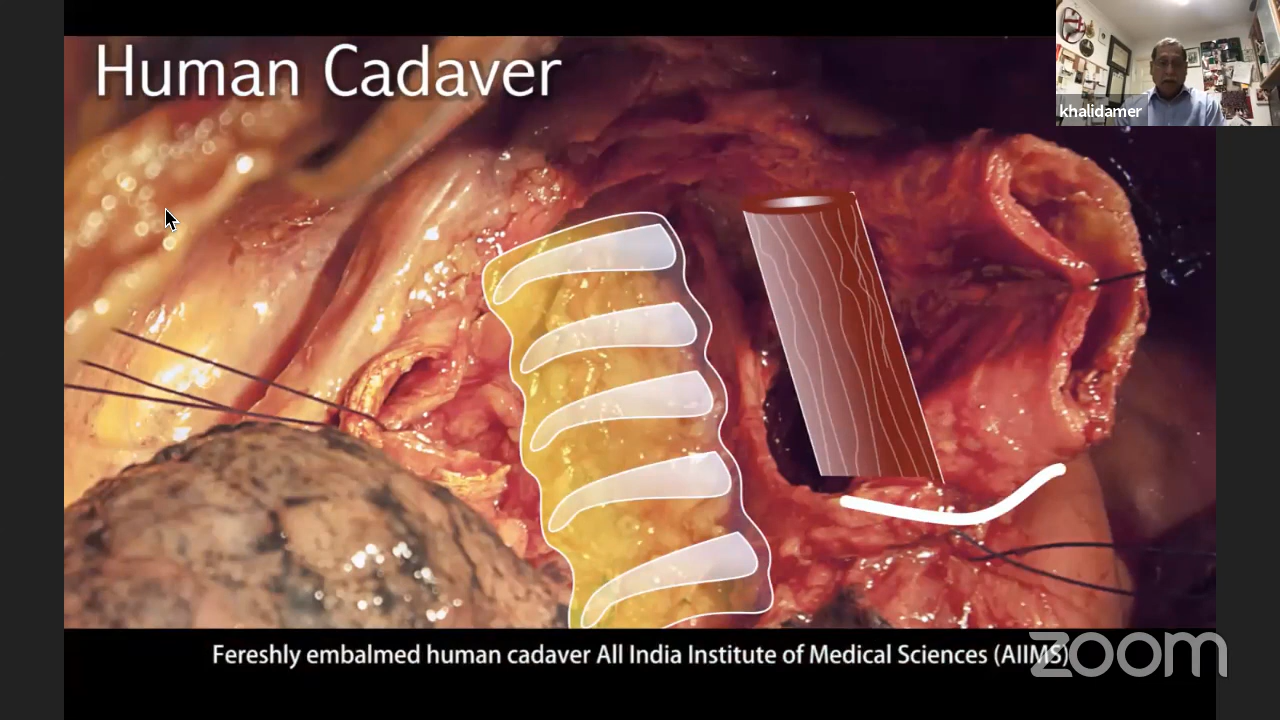 Human Cadaver
khalidamer
Fereshly embalmed human cadaver All India Institute of Medical Sciences (AIIMS)
zoom